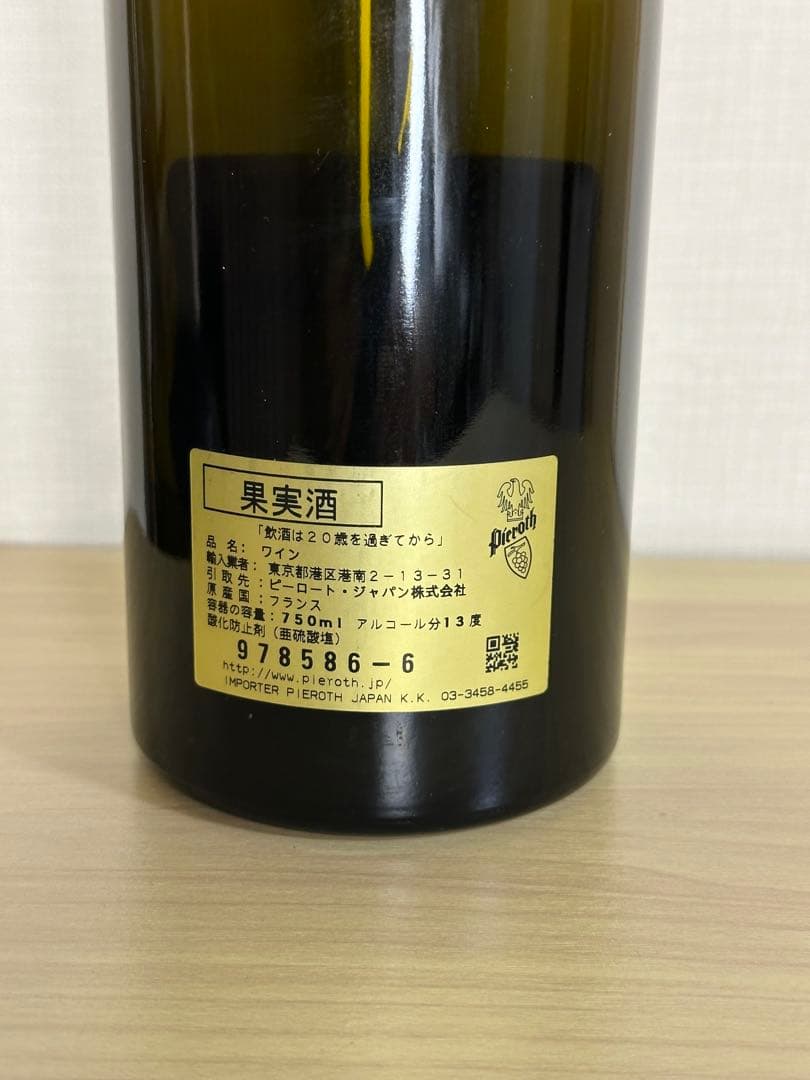 果実酒
Pieroth
「飲酒は20歳を過ぎてから」
品名: ワイン
輸入業者: 東京都港区港南2-13-31
引取先: ピーロート・ジャパン株式会社
原産国: フランス
容器の容量: 750ml アルコール分13度
酸化防止剤(亜硫酸塩)
978586-6
http://www.pieroth.jp/
IMPORTER PIEROTH JAPAN K.K. 03-3458-4455